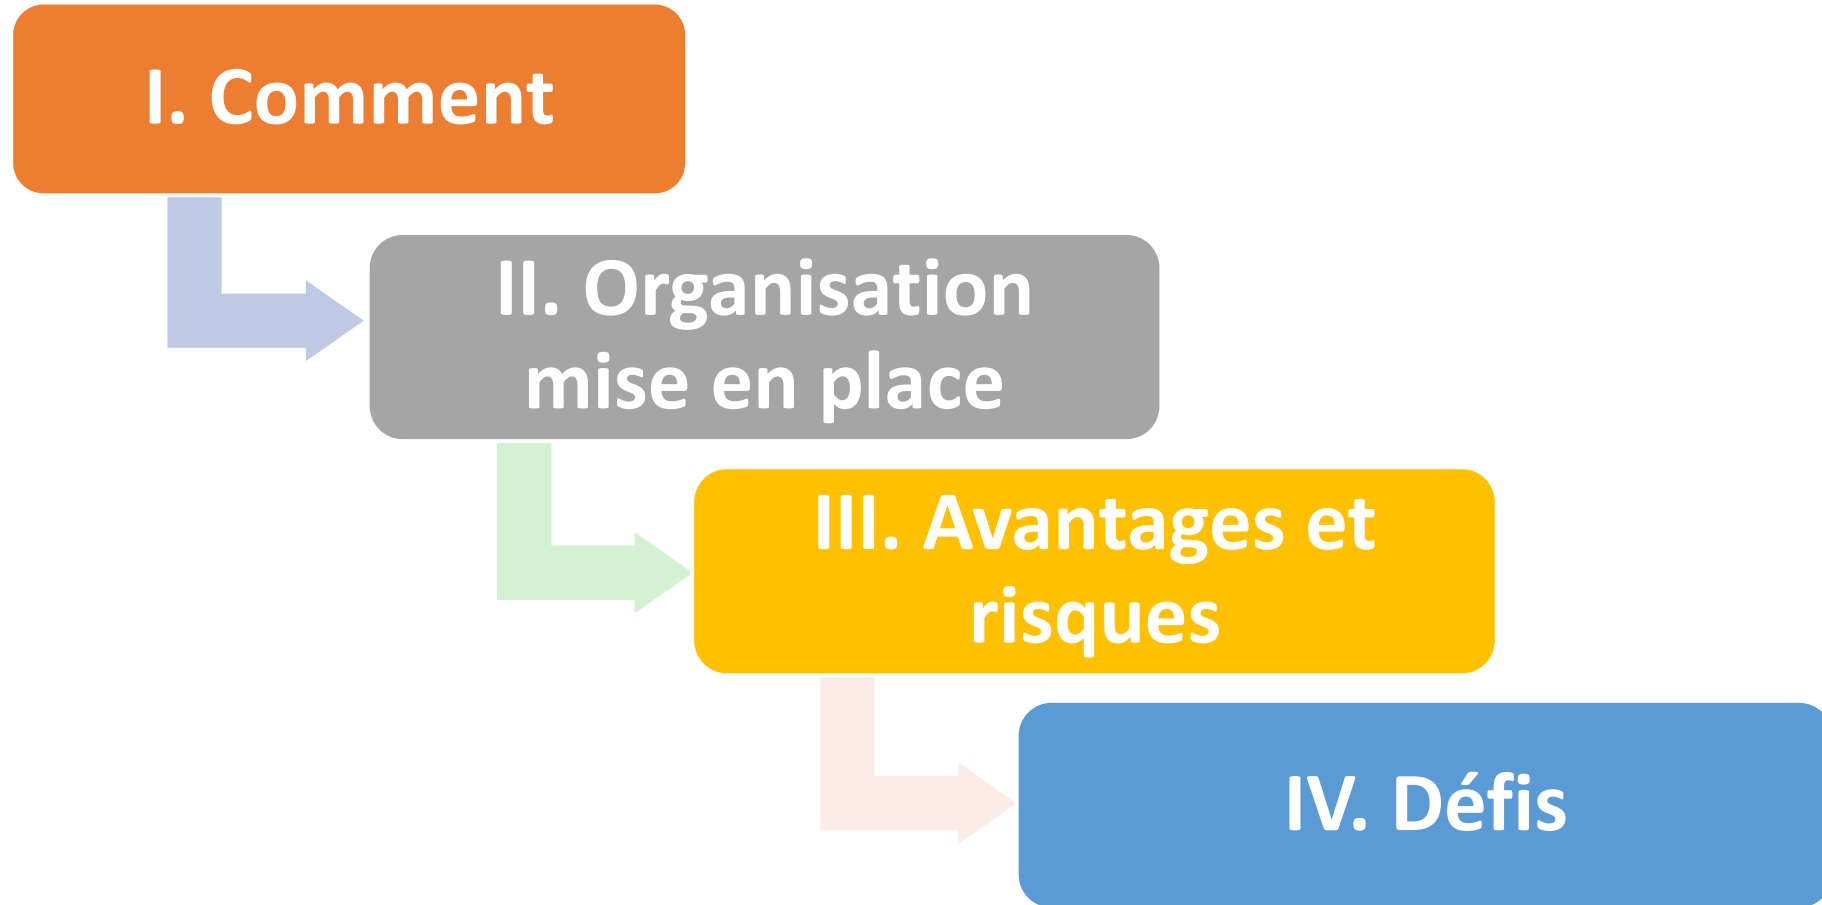 I. Comment
II. Organisation
mise en place
III. Avantages et
risques
IV. Défis